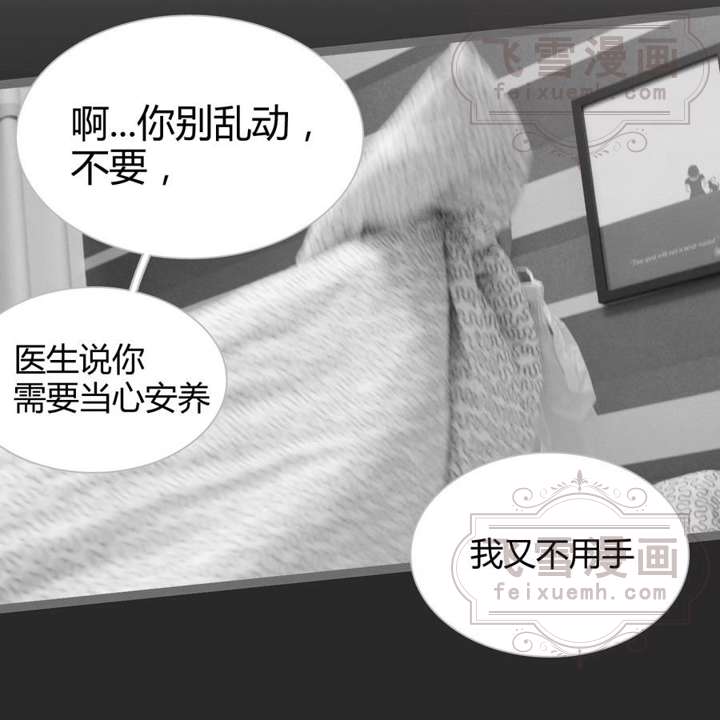 飞雪漫画
feixuemh.com
啊...你别乱动，
不要，
医生说你
需要当心安养
我又不用手
飞雪漫画
feixuemh.com